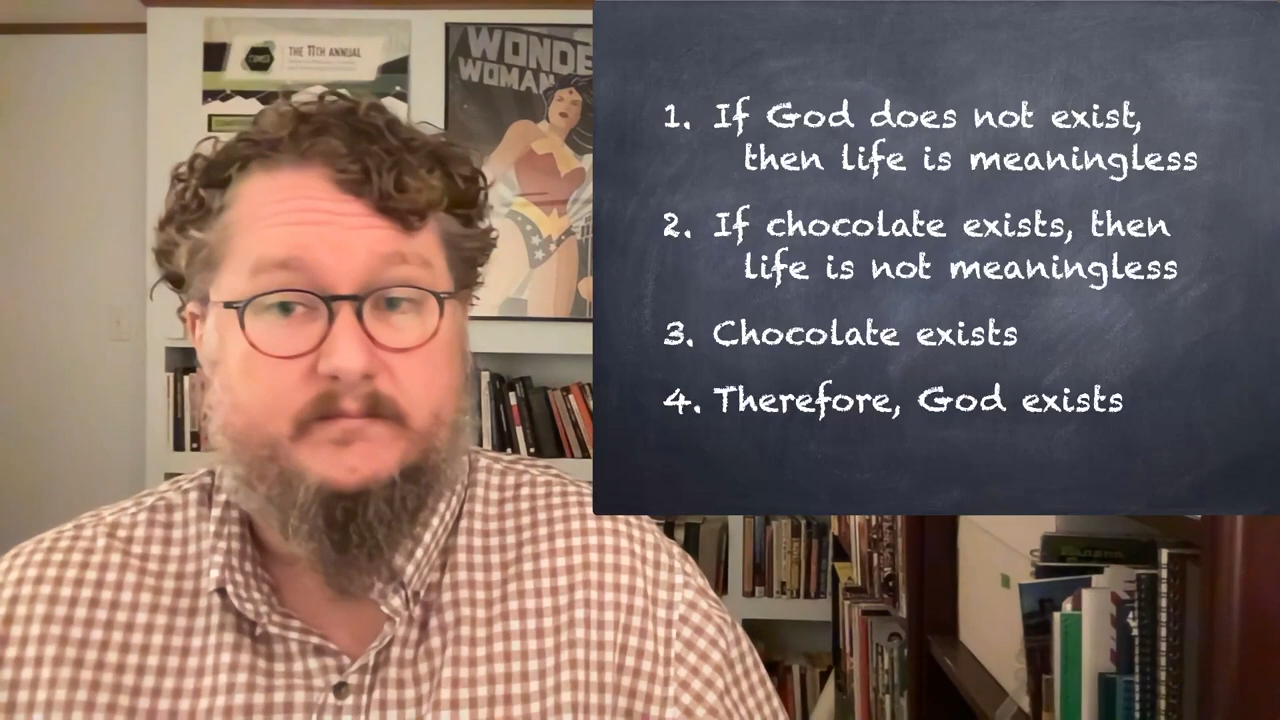 THE 11TH ANNUAL
WONDE
WOMAN
1. If God does not exist,
then life is meaningless
2. If chocolate exists, then
life is not meaningless
3. Chocolate exists
4. Therefore, God exists